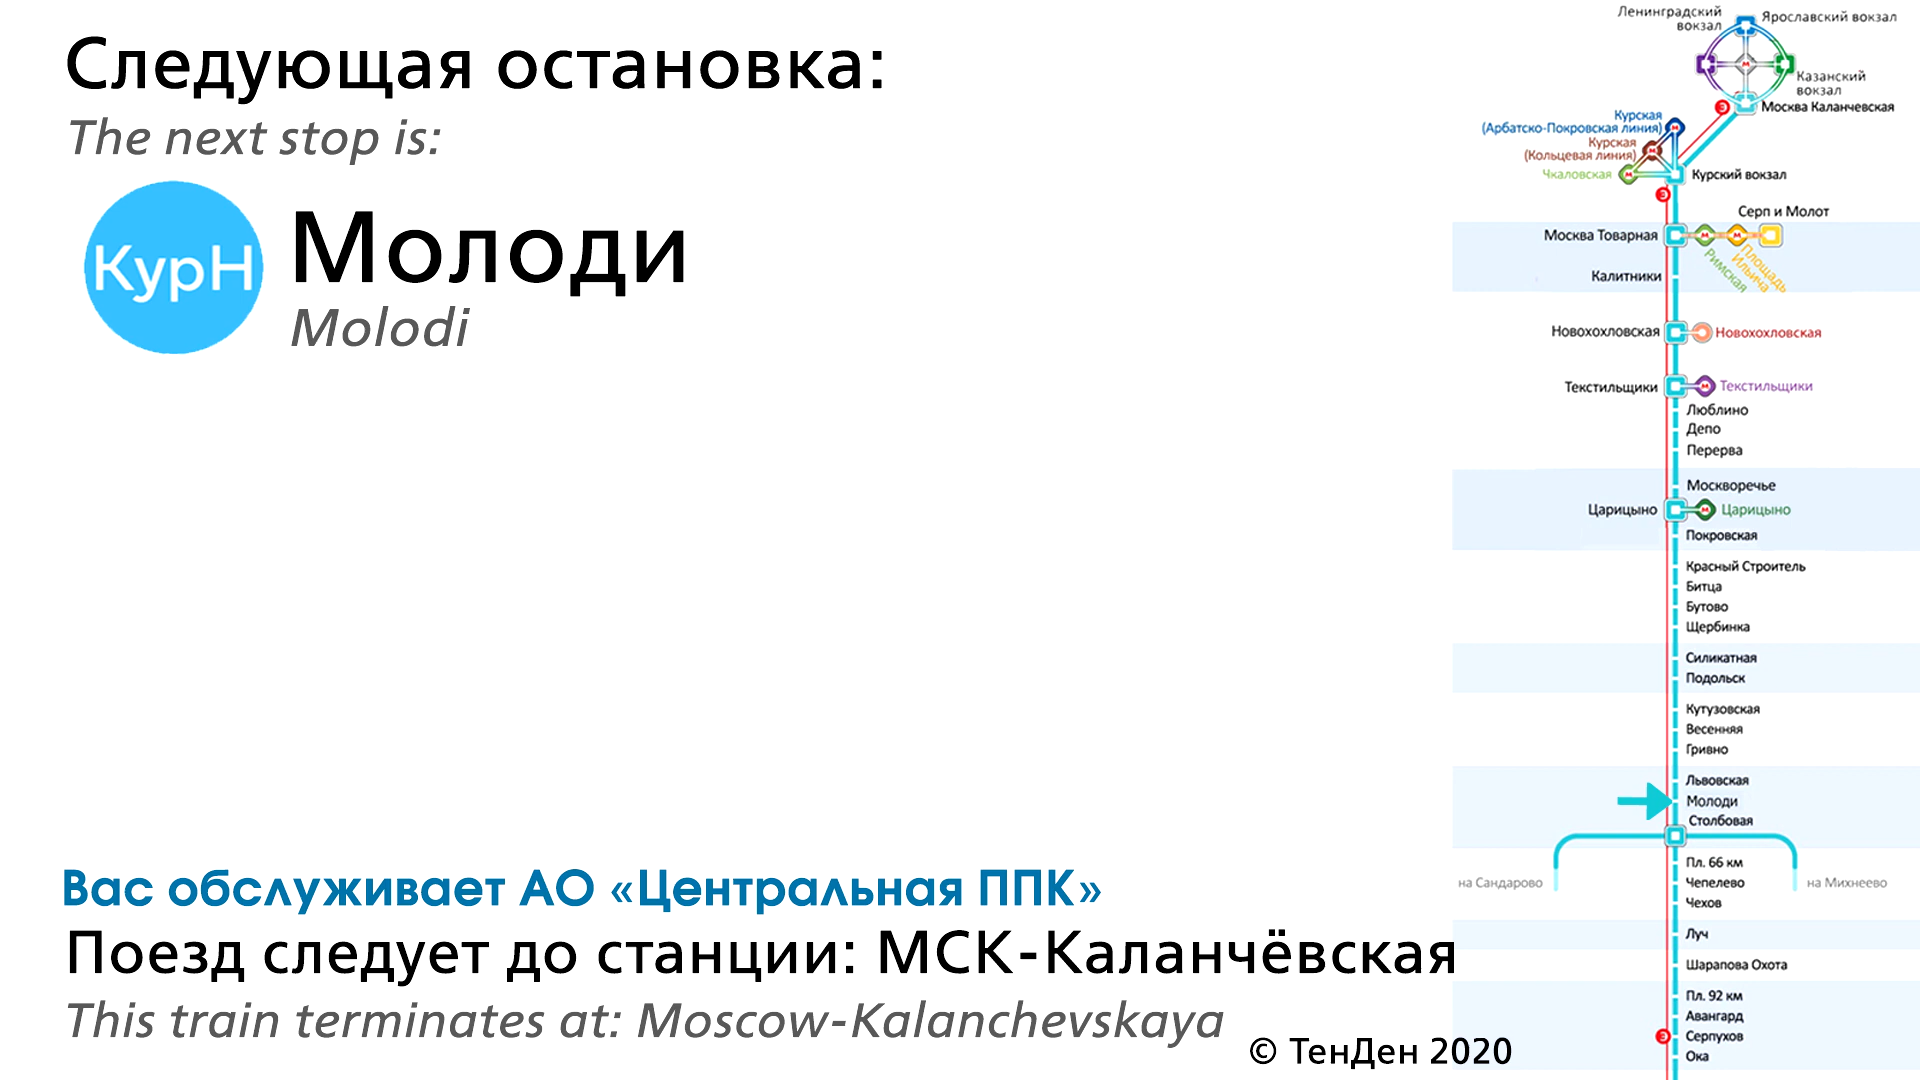 Следующая остановка:
The next stop is:
КурН
Молоди
Molodi
Вас обслуживает АО «Центральная ППК»
Поезд следует до станции: МСК-Каланчёвская
This train terminates at: Moscow-Kalanchevskaya
© ТенДен 2020
Ленинградский
вокзал
Ярославский вокзал
М
Казанский
вокзал
Э
Москва Каланчевская
Курская
(Арбатско-Покровская линия)
М
Курская
(Кольцевая линия)
М
Чкаловская
М
Курский вокзал
Э
Серп и Молот
Москва Товарная
М
М
Римская
Площадь
Ильича
Калитники
Новохохловская
Новохохловская
Текстильщики
М
Текстильщики
Люблино
Депо
Перерва
Москворечье
Царицыно
М
Царицыно
Покровская
Красный Строитель
Битца
Бутово
Щербинка
Силикатная
Подольск
Кутузовская
Весенняя
Гривно
Львовская
Молоди
Столбовая
на Сандарово
на Михнеево
Пл. 66 км
Чепелево
Чехов
Луч
Шарапова Охота
Пл. 92 км
Авангард
Э
Серпухов
Ока